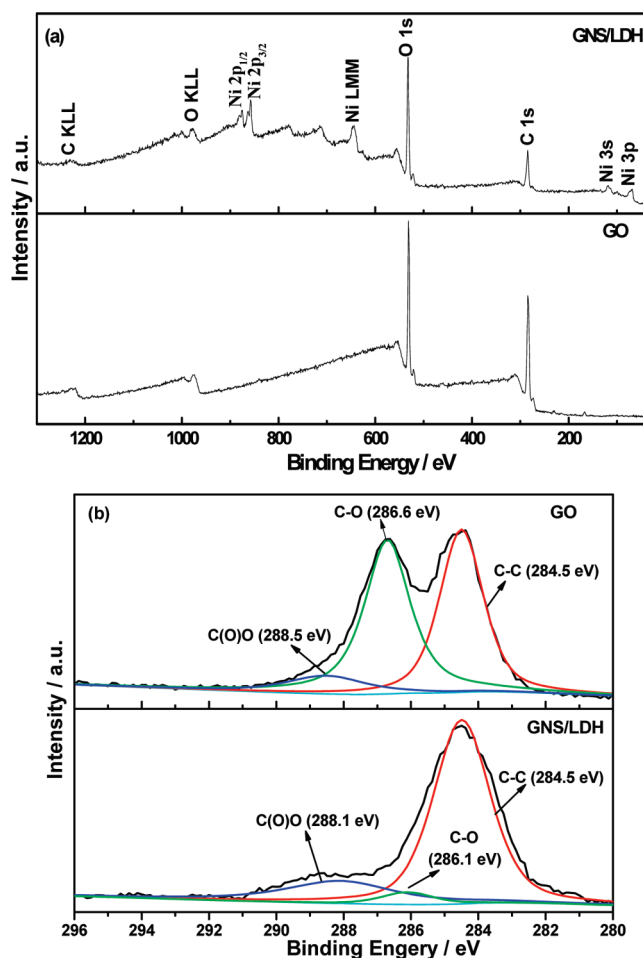 (a)
GNS/LDH
C KLL
O KLL
Ni 2p1/2
Ni 2p3/2
Ni LMM
O 1s
C 1s
Ni 3s
Ni 3p
GO
Intensity / a.u.
1200 1000 800 600 400 200
Binding Energy / eV
(b)
GO
C-O (286.6 eV)
C-C (284.5 eV)
C(O)O (288.5 eV)
GNS/LDH
C-C (284.5 eV)
C(O)O (288.1 eV)
C-O
(286.1 eV)
Intensity / a.u.
296 294 292 290 288 286 284 282 280
Binding Engery / eV